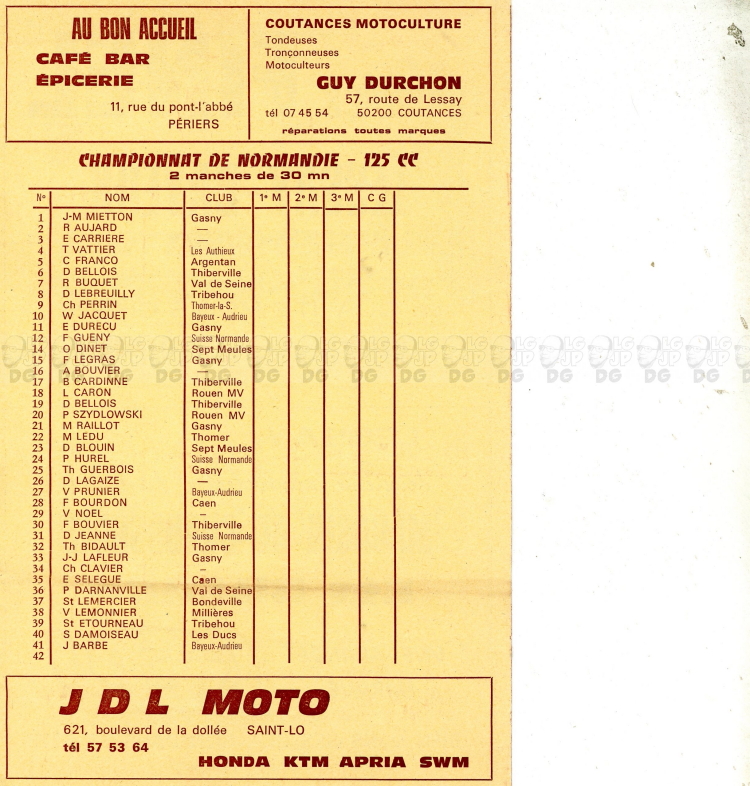 AU BON ACCUEIL
CAFÉ BAR
ÉPICERIE
11, rue du pont-l'abbé
PÉRIERS
COUTANCES MOTOCULTURE
Tondeuses
Tronçonneuses
Motoculteurs
GUY DURCHON
57, route de Lessay
tél 07 45 54 50200 COUTANCES
réparations toutes marques
CHAMPIONNAT DE NORMANDIE - 125 CC
2 manches de 30 mn
Nº NOM CLUB 1e M 2e M 3e M C G
1 J-M MIETTON Gasny
2 R AUJARD —
3 E CARRIERE —
4 T VATTIER Les Authieux
5 C FRANCO Argentan
6 D BELLOIS Thiberville
7 R BUQUET Val de Seine
8 D LEBREUILLY Tribehou
9 Ch PERRIN Thomer-la-S.
10 W JACQUET Bayeux - Audrieu
11 E DURECU Gasny
12 F GUENY Suisse Normande
14 O DINET Sept Meules
15 F LEGRAS Gasny
16 A BOUVIER —
17 B CARDINNE Thiberville
18 L CARON Rouen MV
19 D BELLOIS Thiberville
20 P SZYDLOWSKI Rouen MV
21 M RAILLOT Gasny
22 M LEDU Thomer
23 D BLOUIN Sept Meules
24 P HUREL Suisse Normande
25 Th GUERBOIS Gasny
26 D LAGAIZE —
27 V PRUNIER Bayeux-Audrieu
28 F BOURDON Caen
29 V NOEL –
30 F BOUVIER Thiberville
31 D JEANNE Suisse Normande
32 Th BIDAULT Thomer
33 J-J LAFLEUR Gasny
34 Ch CLAVIER –
35 E SELEGUE Caen
36 P DARNANVILLE Val de Seine
37 St LEMERCIER Bondeville
38 V LEMONNIER Millières
39 St ETOURNEAU Tribehou
40 S DAMOISEAU Les Ducs
41 J BARBE Bayeux-Audrieu
42
J D L MOTO
621, boulevard de la dollée SAINT-LO
tél 57 53 64
HONDA KTM APRIA SWM